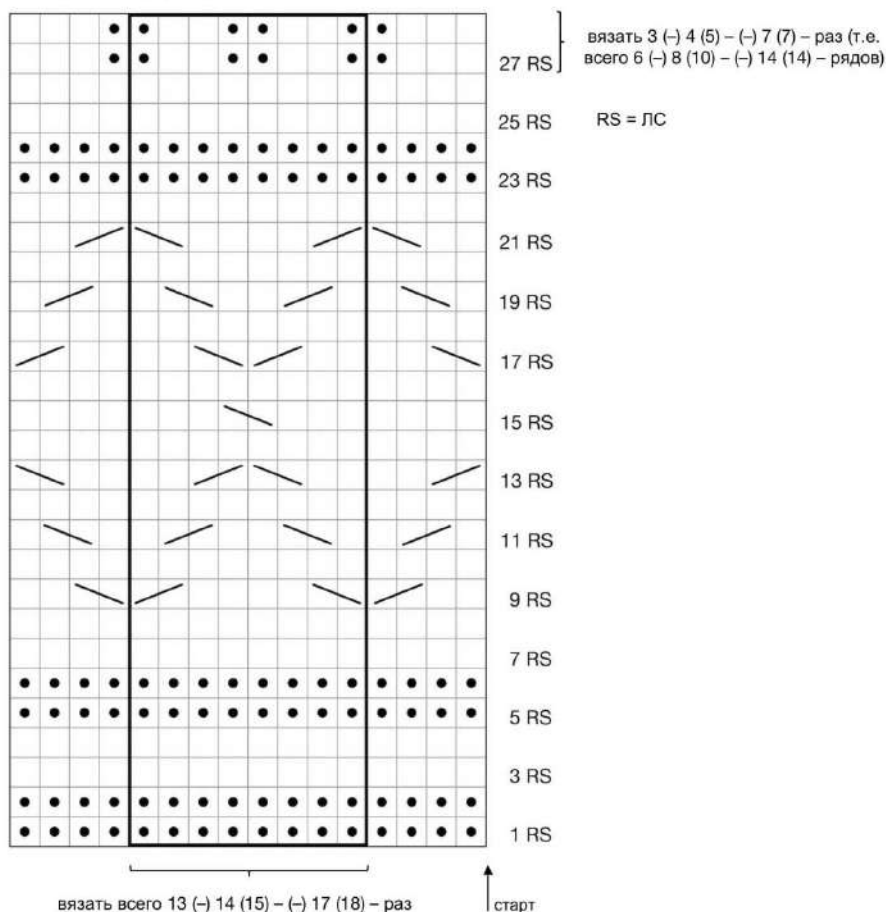 вязать 3 (–) 4 (5) – (–) 7 (7) – раз (т.е.
всего 6 (–) 8 (10) – (–) 14 (14) – рядов)
27 RS
25 RS
RS = ЛС
23 RS
21 RS
19 RS
17 RS
15 RS
13 RS
11 RS
9 RS
7 RS
5 RS
3 RS
1 RS
вязать всего 13 (–) 14 (15) – (–) 17 (18) – раз
старт